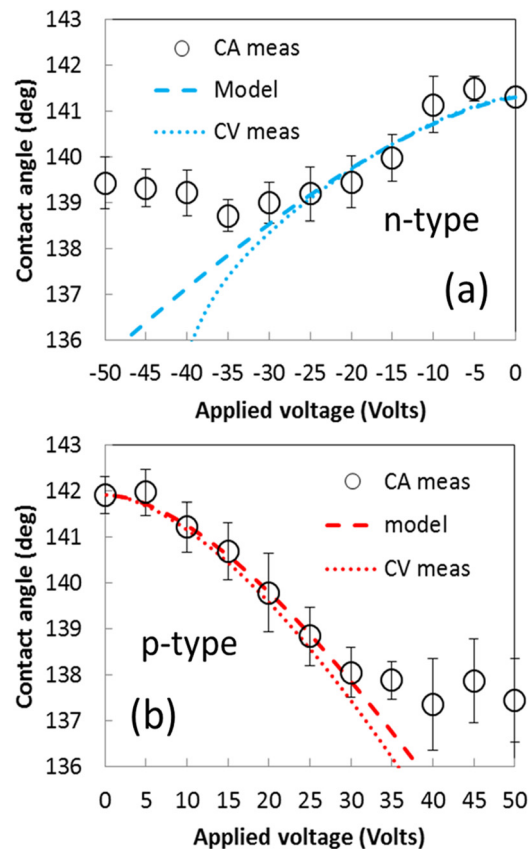 143
142
141
140
139
138
137
136
Contact angle (deg)
CA meas
Model
CV meas
n-type
(a)
-50 -45 -40 -35 -30 -25 -20 -15 -10 -5 0
Applied voltage (Volts)
143
142
141
140
139
138
137
136
Contact angle (deg)
CA meas
model
CV meas
p-type
(b)
0 5 10 15 20 25 30 35 40 45 50
Applied voltage (Volts)